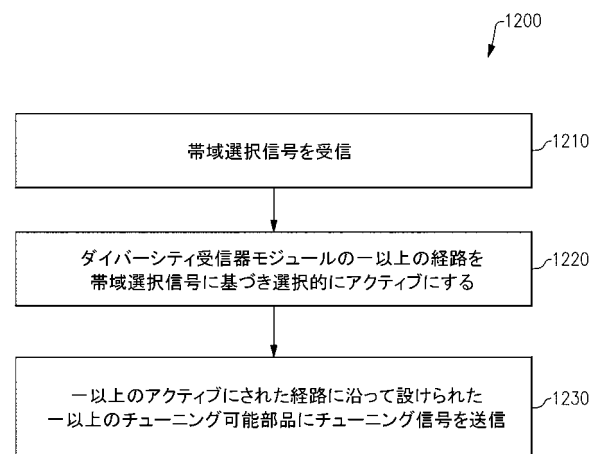 1200
帯域選択信号を受信
1210
ダイバーシティ受信器モジュールの一以上の経路を
帯域選択信号に基づき選択的にアクティブにする
1220
一以上のアクティブにされた経路に沿って設けられた
一以上のチューニング可能部品にチューニング信号を送信
1230